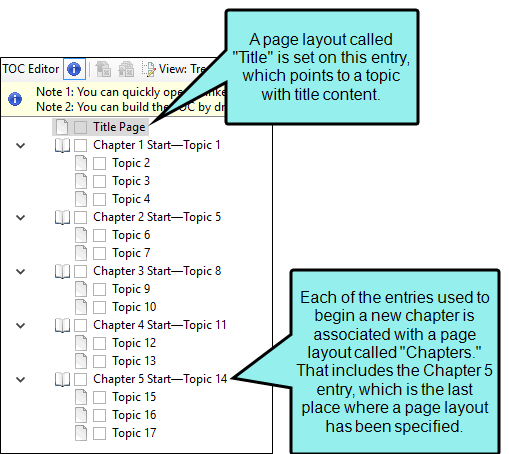 A page layout called
"Title" is set on this entry,
which points to a topic
with title content.
TOC Editor
View: Tre
Note 1: You can quickly op
Note 2: You can build the
OC by dr
Title Page
Chapter 1 Start—Topic 1
Topic 2
Topic 3
Topic 4
Chapter 2 Start—Topic 5
Topic 6
Topic 7
Chapter 4 Start—Topic 8
Topic 9
Topic 10
Chapter 4 Start—Topic 11
Topic 12
Topic 13
Chapter 5 Start—Topic 14
Topic 15
Topic 16
Topic 17
Each of the entries used to
begin a new chapter is
associated with a page
layout called "Chapters."
That includes the Chapter 5
entry, which is the last
place where a page layout
has been specified.